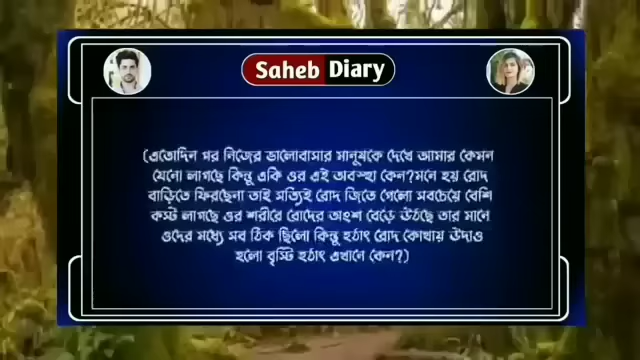 Saheb Diary
(এতোদিন পর নিজের ভালোবাসার মানুষকে দেখে আমার কেমন
যেনো লাগছে কিন্তু একি ওর এই অবস্থা কেন?মনে হয় রোদ
বাড়িতে ফিরছেনা তাই সত্যিই রোদ জিতে গেলো সবচেয়ে বেশি
কস্ট লাগছে ওর শরীরে রোদের অংশ বেড়ে উঠছে তার মানে
ওদের মধ্যে সব ঠিক ছিলো কিন্তু হঠাৎ রোদ কোথায় উদাও
হলো বৃস্টি হঠাৎ এখানে কেন?)